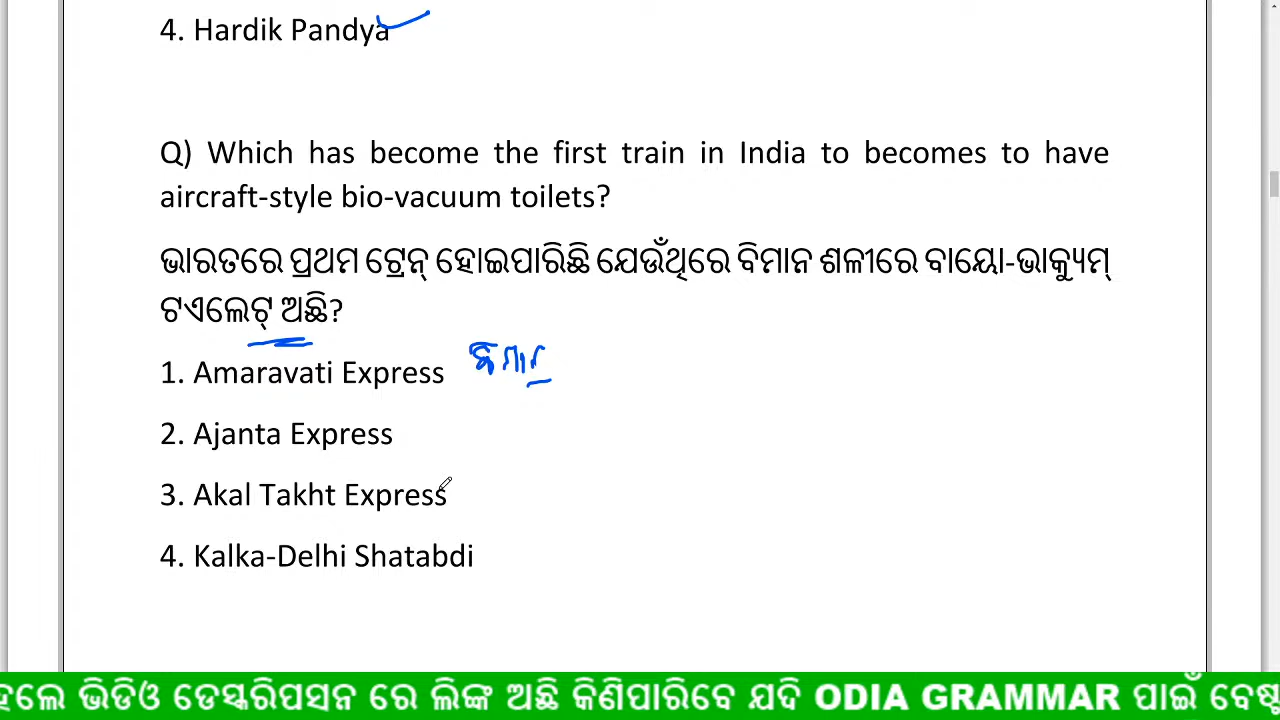 4. Hardik Pandya
Q) Which has become the first train in India to becomes to have
aircraft-style bio-vacuum toilets?
ଭାରତରେ ପ୍ରଥମ ଟ୍ରେନ୍ ହୋଇପାରିଛି ଯେଉଁଥିରେ ବିମାନ ଶଳୀରେ ବାୟୋ-ଭାକ୍ୟୁମ୍
ଟଏଲେଟ୍ ଅଛି?
1. Amaravati Express
ବିମାନ
2. Ajanta Express
3. Akal Takht Express
4. Kalka-Delhi Shatabdi
ହଲେ ଭିଡିଓ ଡେସ୍କରିପସନ ରେ ଲିଙ୍କ ଅଛି କିଣିପାରିବେ ଯଦି ODIA GRAMMAR ପାଇଁ